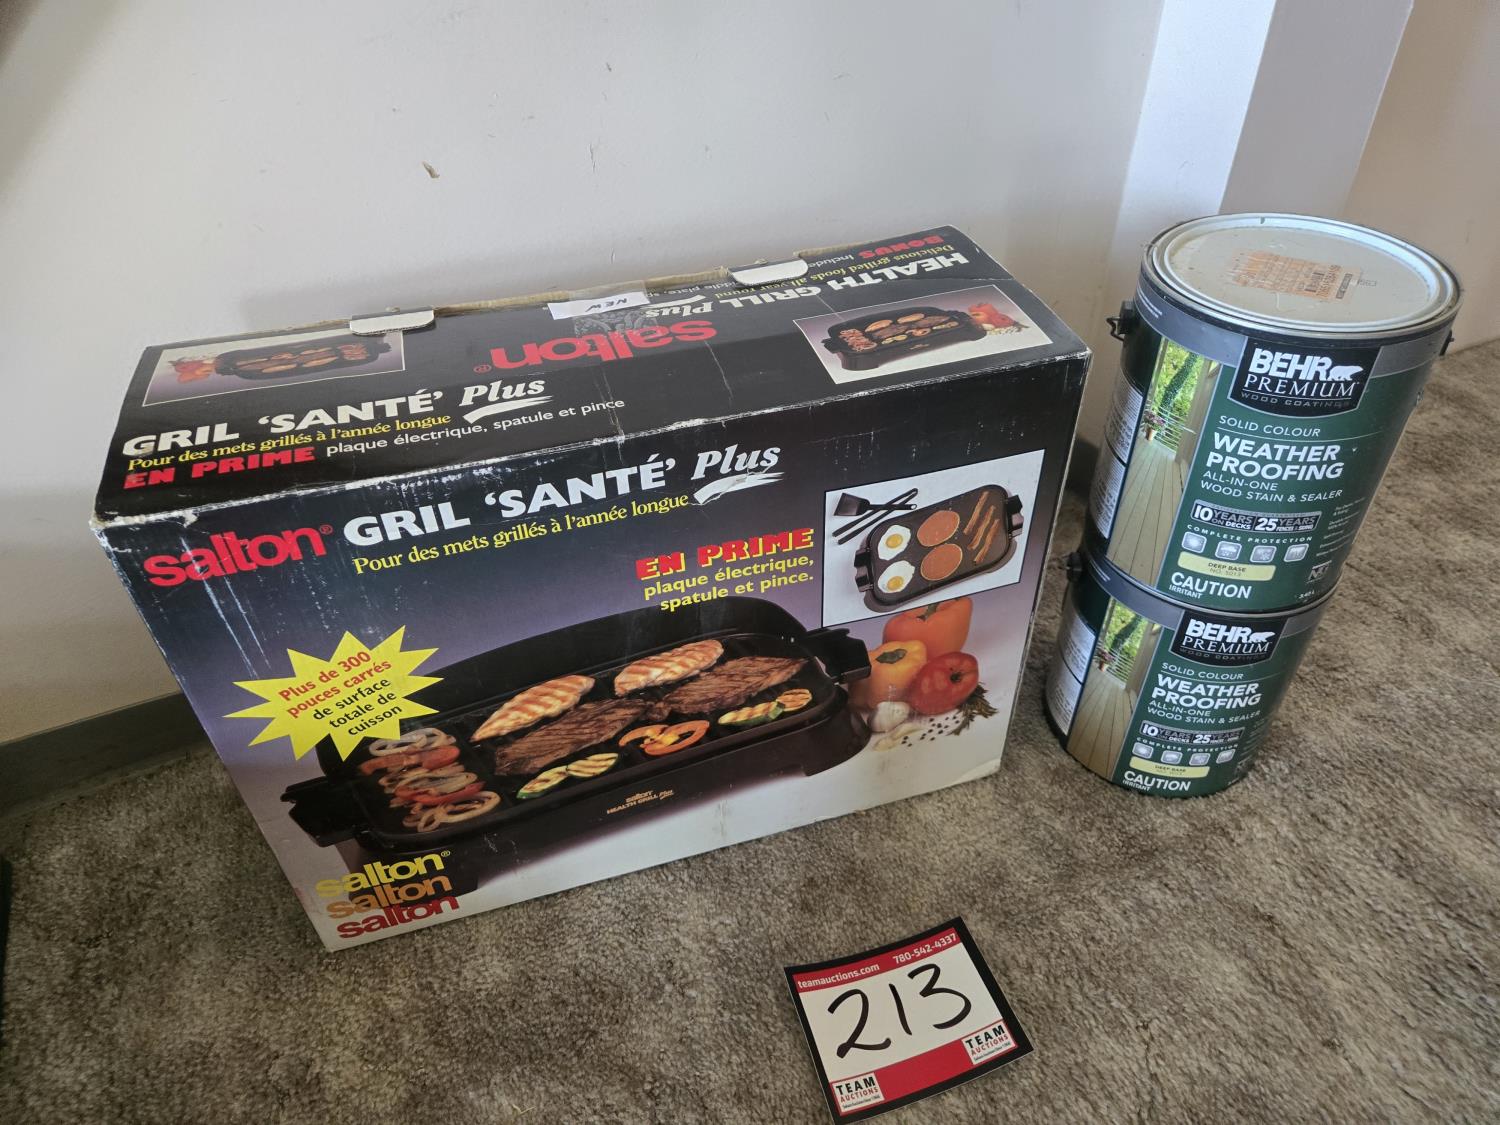 HEALTH GRILL Plus
Delicious grilled foods all year round
BONUS
NEW
salton®
GRIL 'SANTÉ' Plus
Pour des mets grillés à l'année longue
EN PRIME plaque électrique, spatule et pince
salton® GRIL 'SANTÉ' Plus
Pour des mets grillés à l'année longue
EN PRIME
plaque électrique,
spatule et pince.
Plus de 300
pouces carrés
de surface
totale de
cuisson
salton
HEALTH GRILL Plus
salton®
salton
salton
BEHR
PREMIUM
WOOD COATINGS
SOLID COLOUR
WEATHER
PROOFING
ALL-IN-ONE
WOOD STAIN & SEALER
10 YEARS ON DECKS 25 YEARS FENCES & SIDING
COMPLETE PROTECTION
DEEP BASE
NO. 5013
CAUTION
IRRITANT
BEHR
PREMIUM
WOOD COATINGS
SOLID COLOUR
WEATHER
PROOFING
ALL-IN-ONE
WOOD STAIN & SEALER
10 YEARS ON DECKS 25 YEARS
COMPLETE PROTECTION
DEEP BASE
CAUTION
IRRITANT
teamauctions.com 780-542-4337
213
TEAM
AUCTIONS
TEAM
AUCTIONS